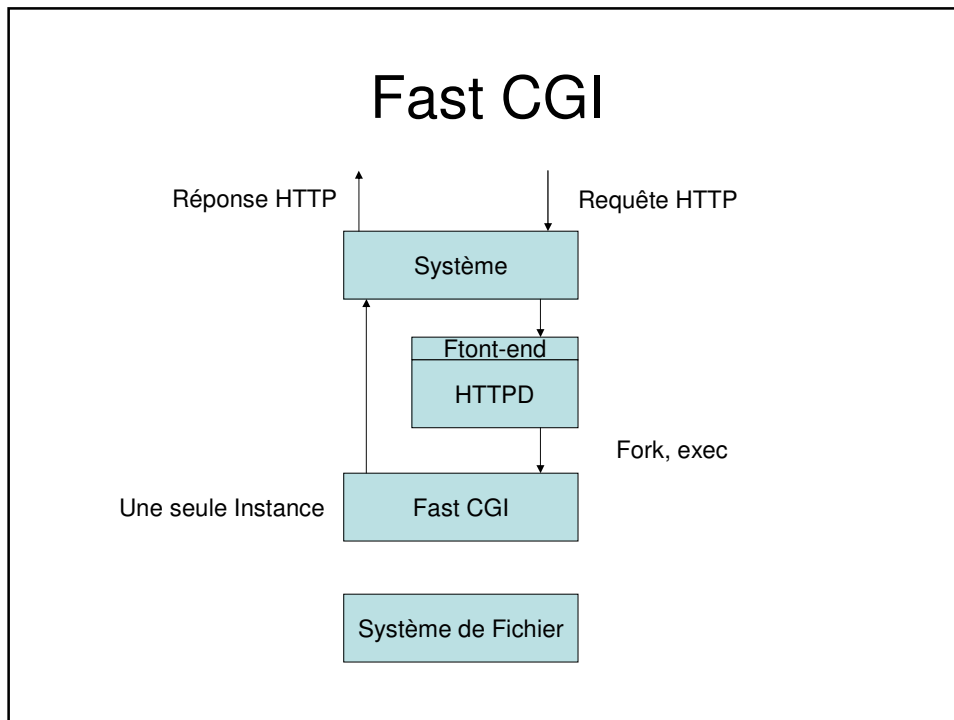 Fast CGI
Réponse HTTP
Requête HTTP
Système
Ftont-end
HTTPD
Fork, exec
Une seule Instance
Fast CGI
Système de Fichier